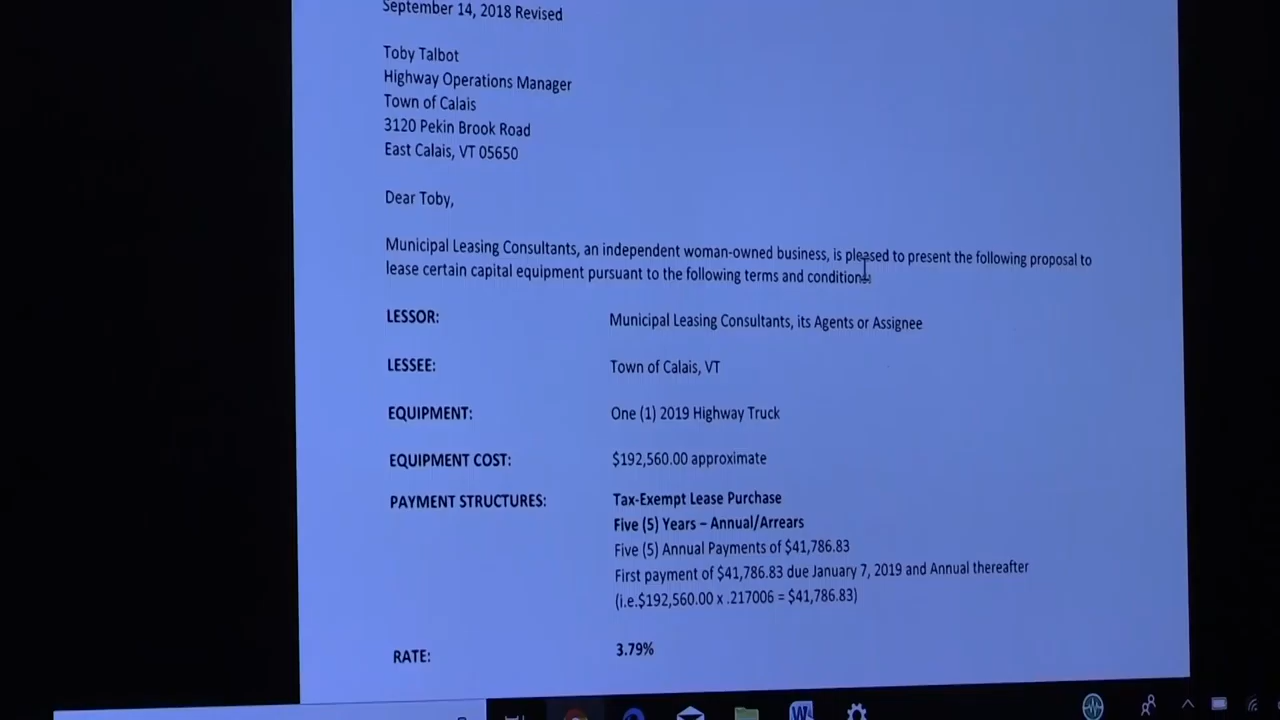 September 14, 2018 Revised
Toby Talbot
Highway Operations Manager
Town of Calais
3120 Pekin Brook Road
East Calais, VT 05650
Dear Toby,
Municipal Leasing Consultants, an independent woman-owned business, is pleased to present the following proposal to
lease certain capital equipment pursuant to the following terms and conditions:
LESSOR: Municipal Leasing Consultants, its Agents or Assignee
LESSEE: Town of Calais, VT
EQUIPMENT: One (1) 2019 Highway Truck
EQUIPMENT COST: $192,560.00 approximate
PAYMENT STRUCTURES: Tax-Exempt Lease Purchase
Five (5) Years – Annual/Arrears
Five (5) Annual Payments of $41,786.83
First payment of $41,786.83 due January 7, 2019 and Annual thereafter
(i.e.$192,560.00 x .217006 = $41,786.83)
RATE: 3.79%
W